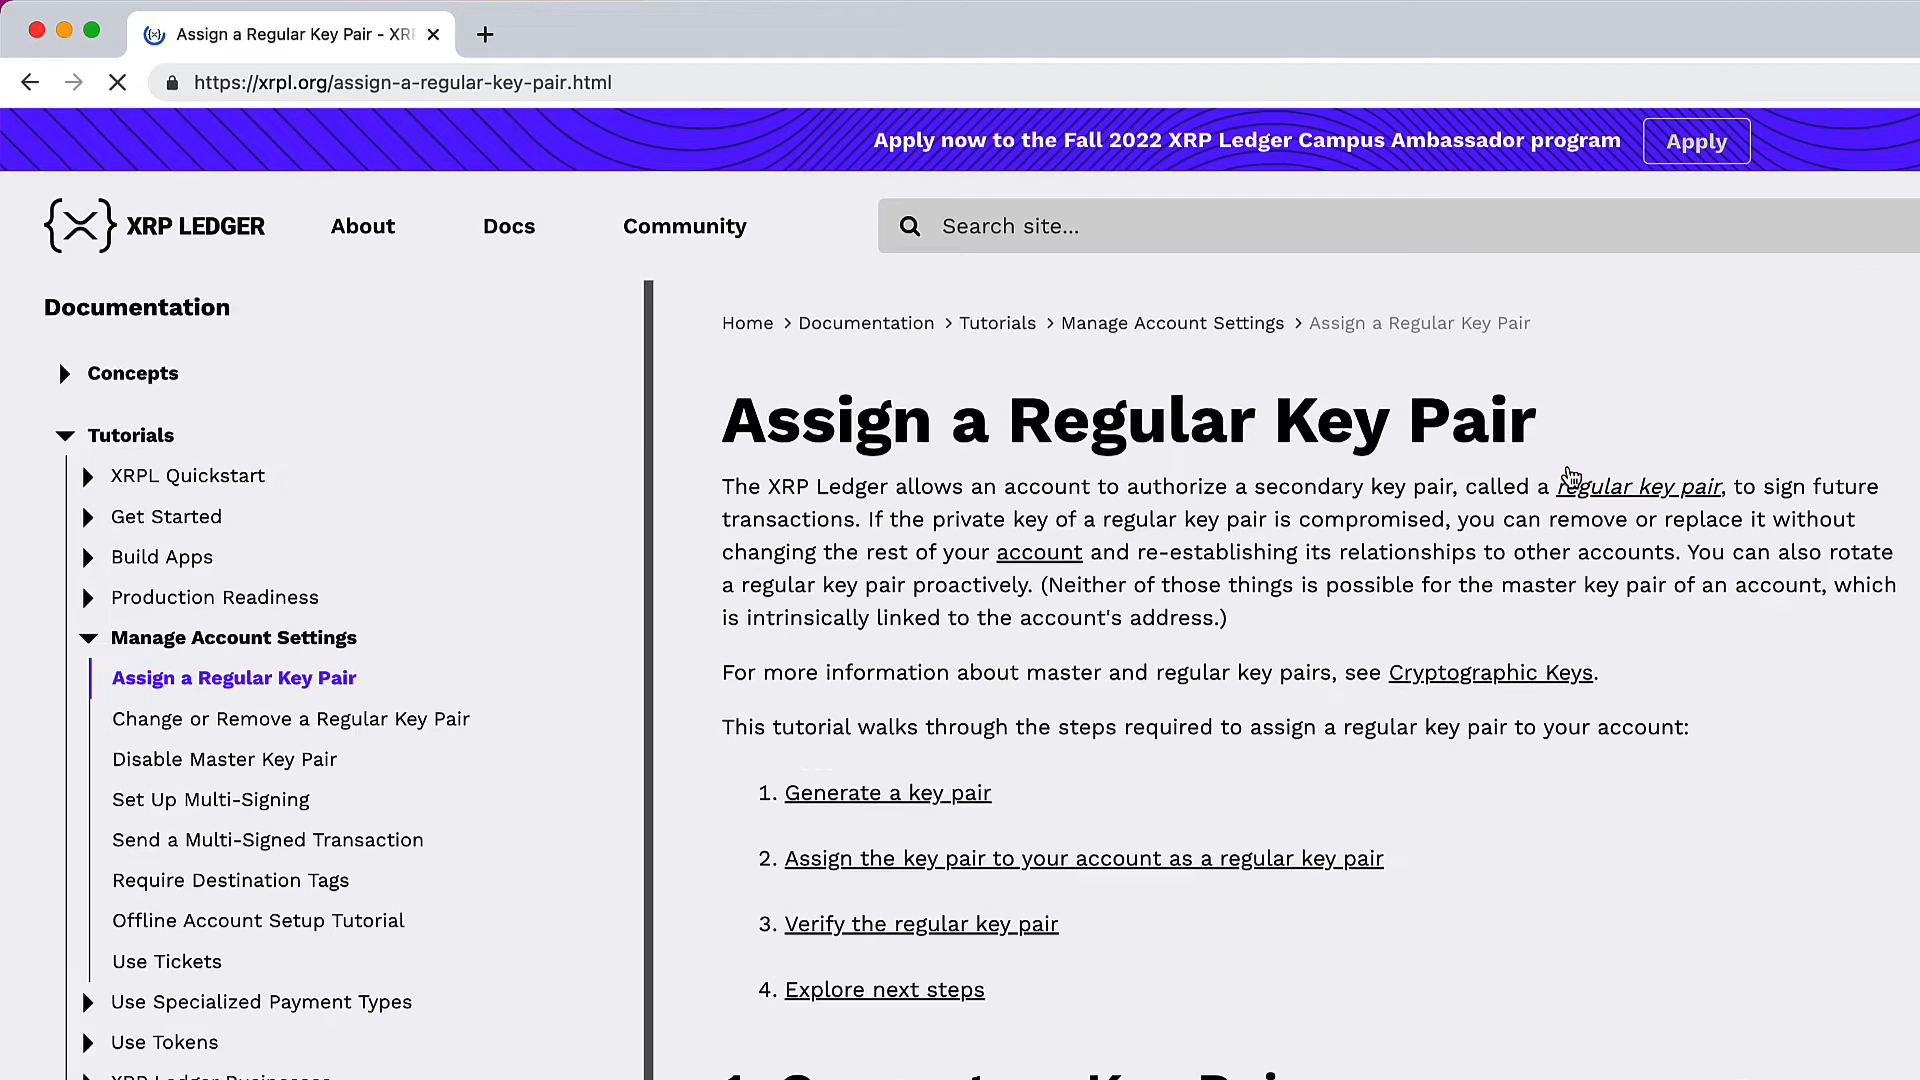 Assign a Regular Key Pair - XR
https://xrpl.org/assign-a-regular-key-pair.html
Apply now to the Fall 2022 XRP Ledger Campus Ambassador program
Apply
XRP LEDGER
About
Docs
Community
Search site...
Documentation
Concepts
Tutorials
XRPL Quickstart
Get Started
Build Apps
Production Readiness
Manage Account Settings
Assign a Regular Key Pair
Change or Remove a Regular Key Pair
Disable Master Key Pair
Set Up Multi-Signing
Send a Multi-Signed Transaction
Require Destination Tags
Offline Account Setup Tutorial
Use Tickets
Use Specialized Payment Types
Use Tokens
Home > Documentation > Tutorials > Manage Account Settings > Assign a Regular Key Pair
Assign a Regular Key Pair
The XRP Ledger allows an account to authorize a secondary key pair, called a regular key pair, to sign future
transactions. If the private key of a regular key pair is compromised, you can remove or replace it without
changing the rest of your account and re-establishing its relationships to other accounts. You can also rotate
a regular key pair proactively. (Neither of those things is possible for the master key pair of an account, which
is intrinsically linked to the account's address.)
For more information about master and regular key pairs, see Cryptographic Keys.
This tutorial walks through the steps required to assign a regular key pair to your account:
1. Generate a key pair
2. Assign the key pair to your account as a regular key pair
3. Verify the regular key pair
4. Explore next steps